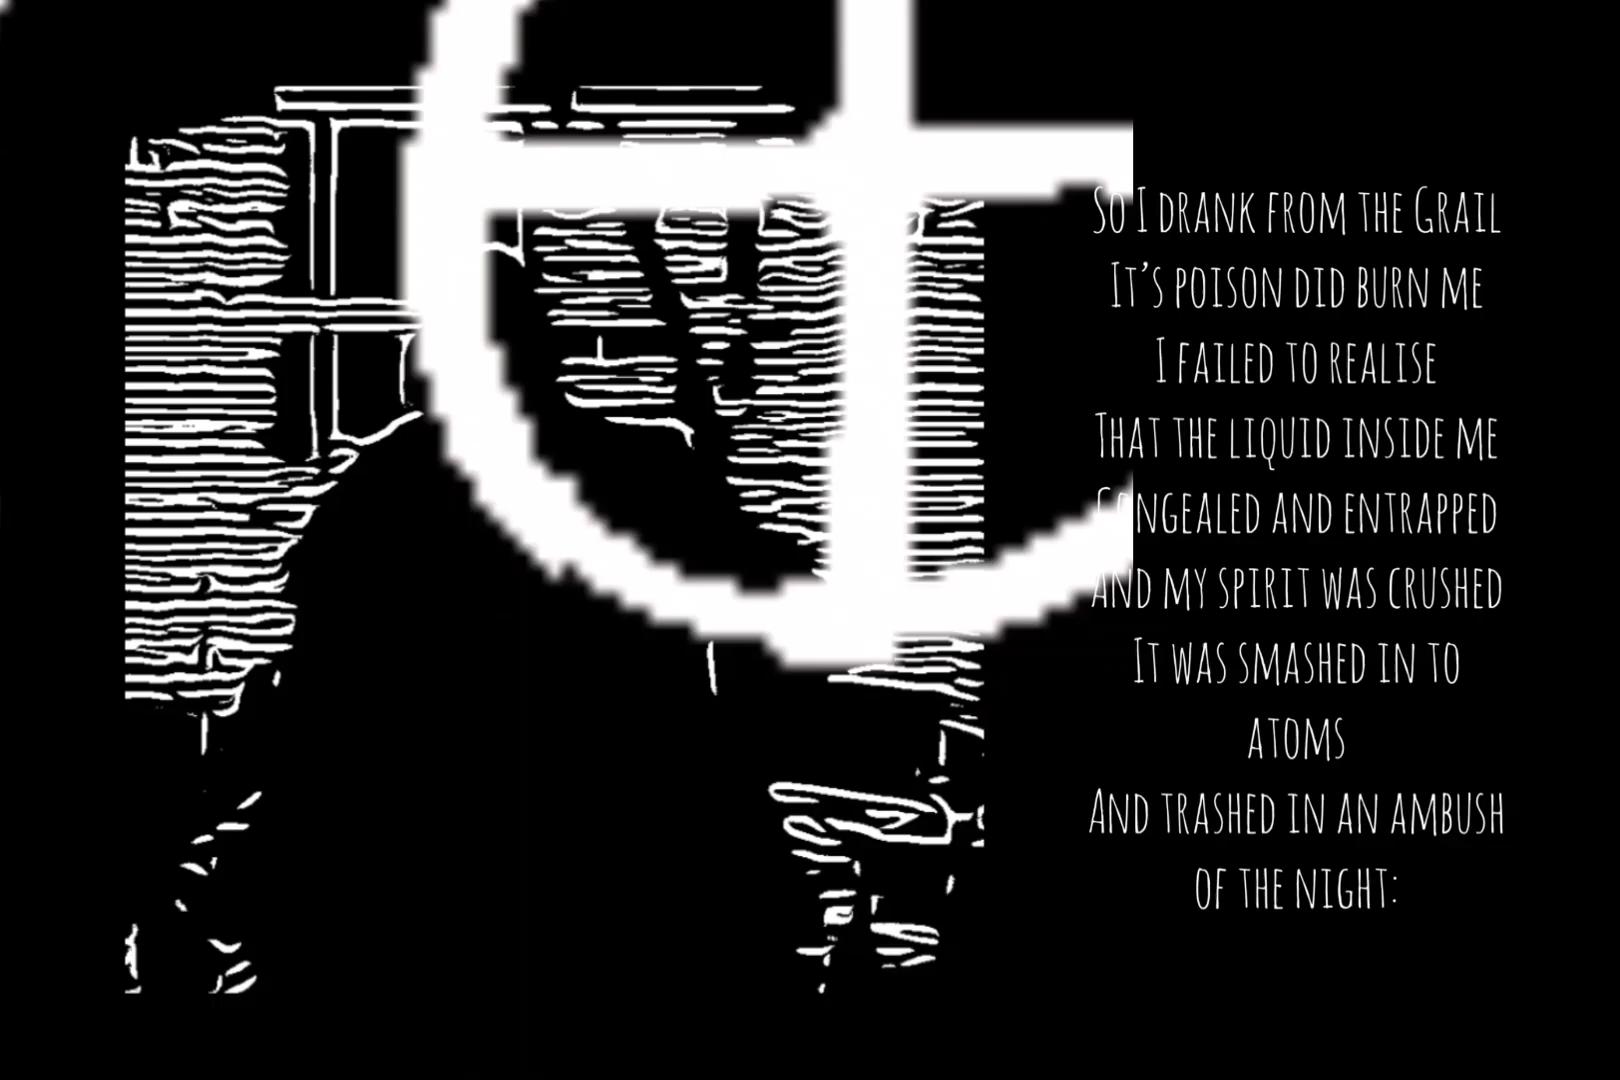 So I drank from the Grail
It's poison did burn me
I failed to realise
That the liquid inside me
Congealed and entrapped
And my spirit was crushed
It was smashed in to
atoms
And trashed in an ambush
of the night: